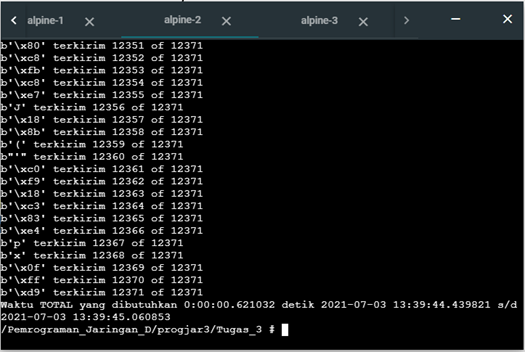 alpine-1
alpine-2
alpine-3
b'\x80' terkirim 12351 of 12371
b'\xc8' terkirim 12352 of 12371
b'\xfb' terkirim 12353 of 12371
b'\xc8' terkirim 12354 of 12371
b'\xe7' terkirim 12355 of 12371
b'J' terkirim 12356 of 12371
b'\x18' terkirim 12357 of 12371
b'\x8b' terkirim 12358 of 12371
b'(' terkirim 12359 of 12371
b"'" terkirim 12360 of 12371
b'\xc0' terkirim 12361 of 12371
b'\xf9' terkirim 12362 of 12371
b'\x18' terkirim 12363 of 12371
b'\xc3' terkirim 12364 of 12371
b'\x83' terkirim 12365 of 12371
b'\xe4' terkirim 12366 of 12371
b'p' terkirim 12367 of 12371
b'x' terkirim 12368 of 12371
b'\x0f' terkirim 12369 of 12371
b'\xff' terkirim 12370 of 12371
b'\xd9' terkirim 12371 of 12371
Waktu TOTAL yang dibutuhkan 0:00:00.621032 detik 2021-07-03 13:39:44.439821 s/d
2021-07-03 13:39:45.060853
/Pemrograman_Jaringan_D/progjar3/Tugas_3 #